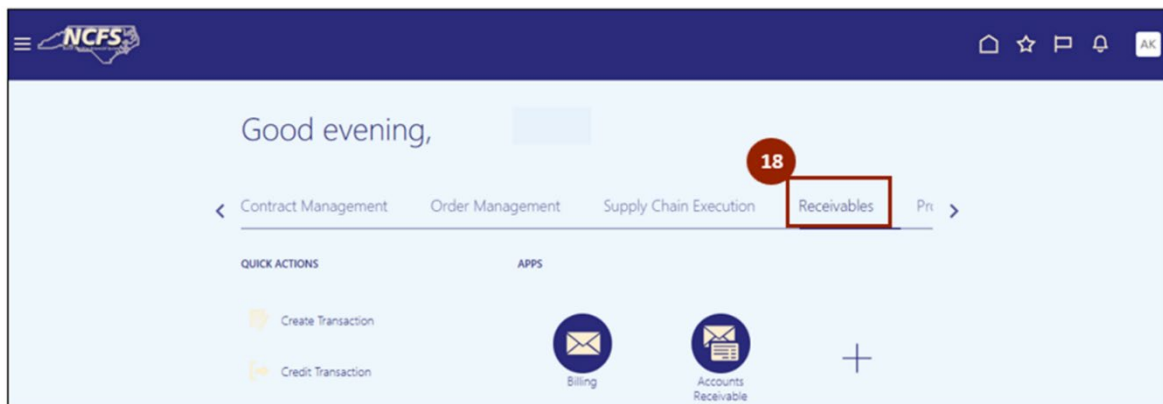 NCFS
AK
Good evening,
18
Contract Management Order Management Supply Chain Execution Receivables
QUICK ACTIONS APPS
Create Transaction
Credit Transaction
Billing Accounts
Receivable